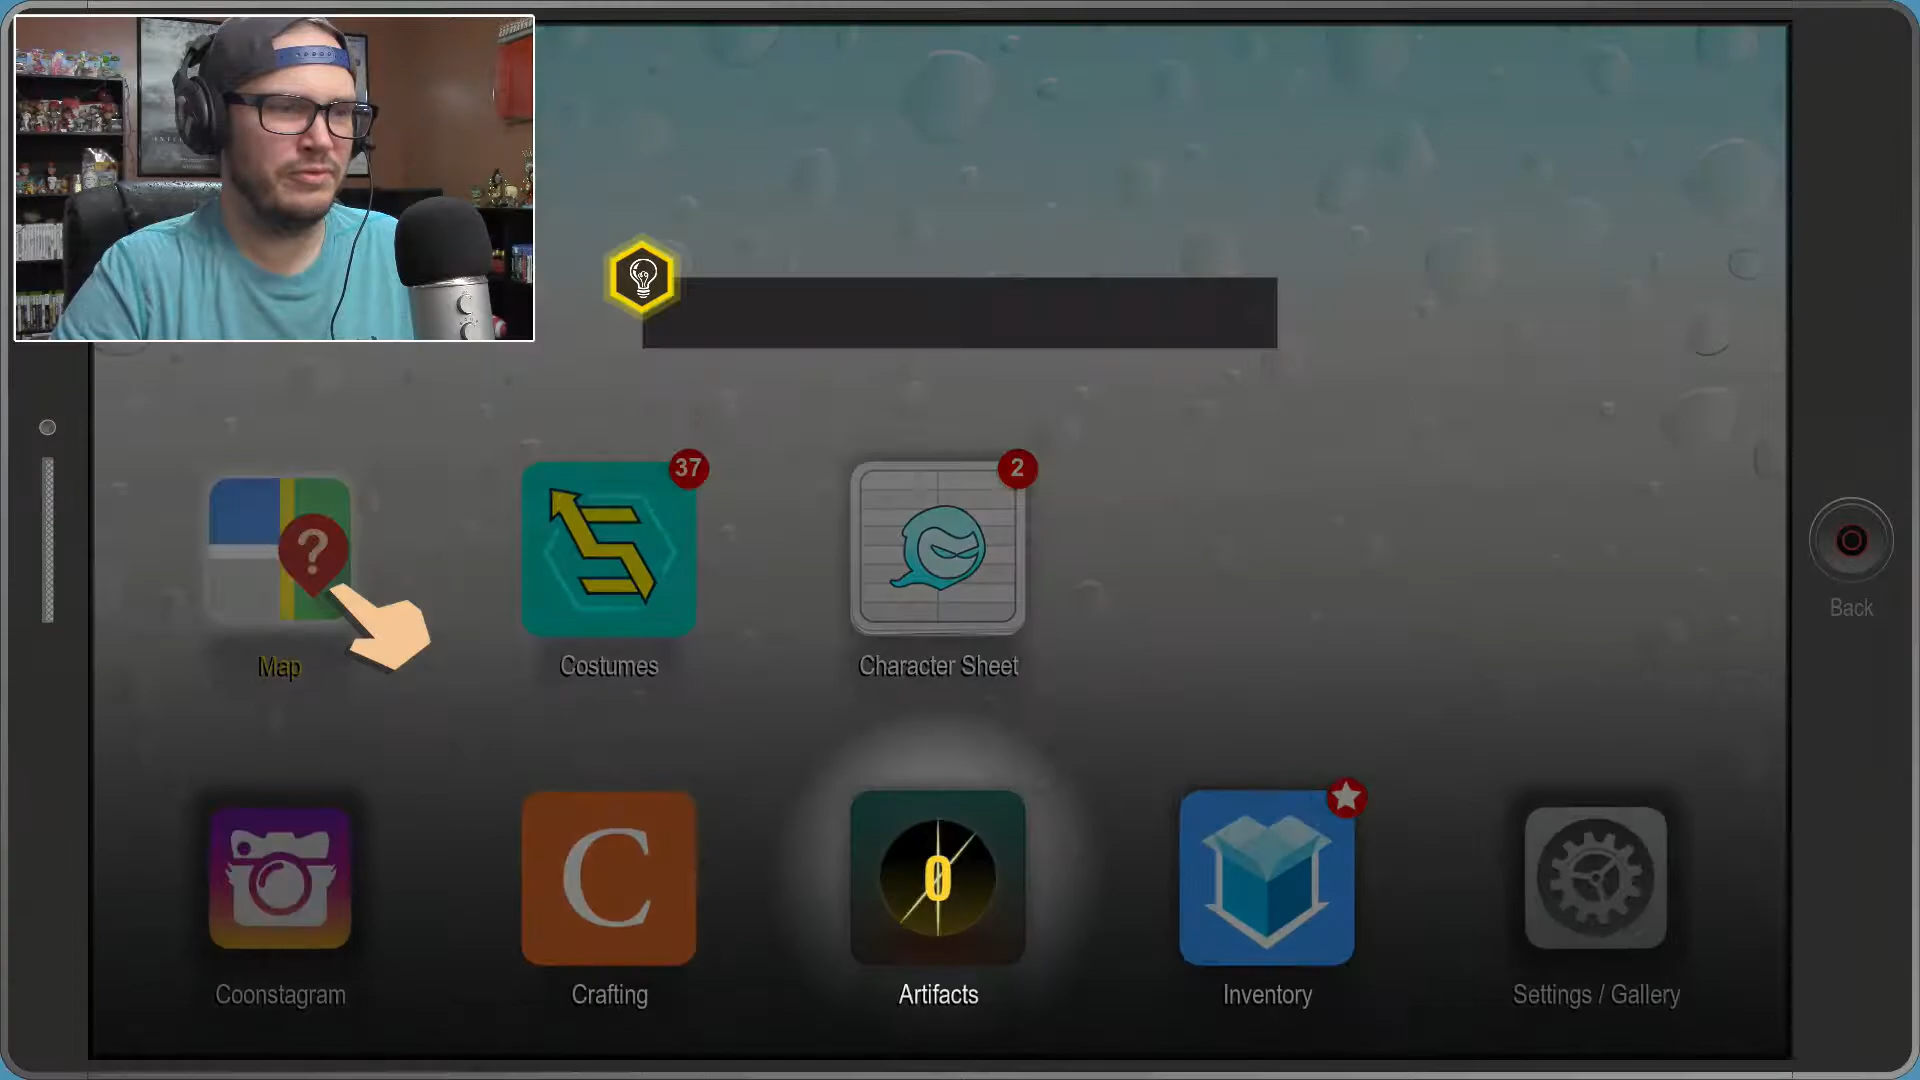 37
2
?
Map
Costumes
Character Sheet
Back
C
0
Coonstagram
Crafting
Artifacts
Inventory
Settings / Gallery